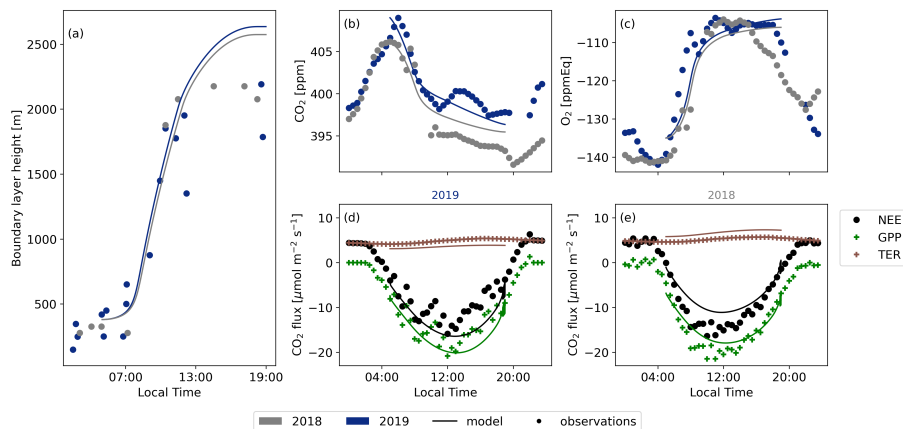 (a)
Boundary layer height [m]
2500
2000
1500
1000
500
07:00
13:00
19:00
Local Time
(b)
CO₂ [ppm]
405
395
(c)
O₂ [ppmEq]
−110
−120
−130
−140
2019
(d)
CO₂ flux [μmol m⁻² s⁻¹]
10
0
−10
−20
04:00
12:00
20:00
Local Time
2018
(e)
CO₂ flux [μmol m⁻² s⁻¹]
10
0
−10
−20
04:00
12:00
20:00
Local Time
NEE
GPP
TER
2018 2019 model observations